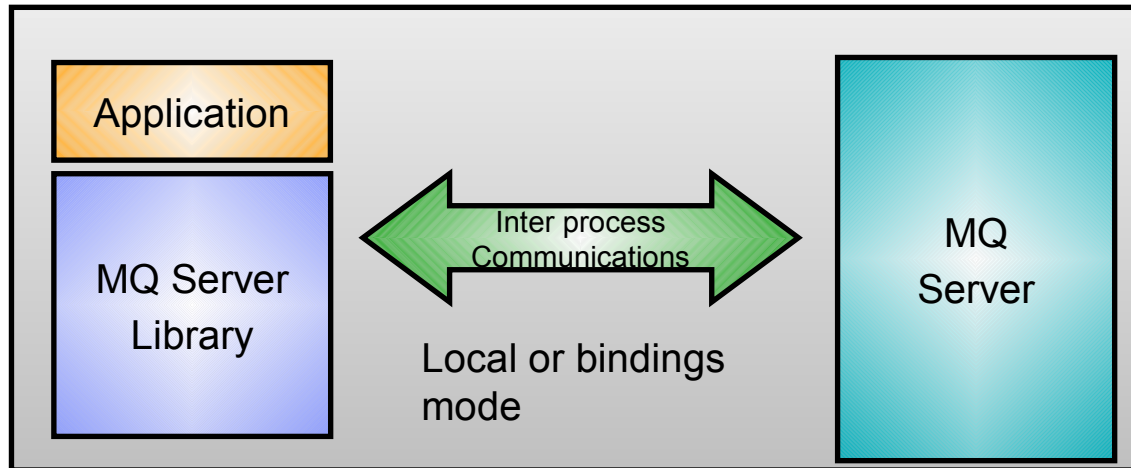 Application
MQ Server
Library
Inter process
Communications
Local or bindings
mode
MQ
Server